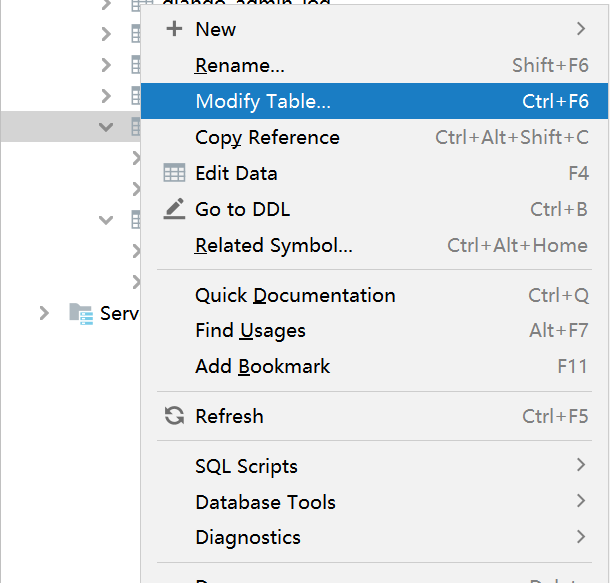 django_admin_log
New
Rename... Shift+F6
Modify Table... Ctrl+F6
Copy Reference Ctrl+Alt+Shift+C
Edit Data F4
Go to DDL Ctrl+B
Related Symbol... Ctrl+Alt+Home
Quick Documentation Ctrl+Q
Find Usages Alt+F7
Add Bookmark F11
Serv
Refresh Ctrl+F5
SQL Scripts
Database Tools
Diagnostics